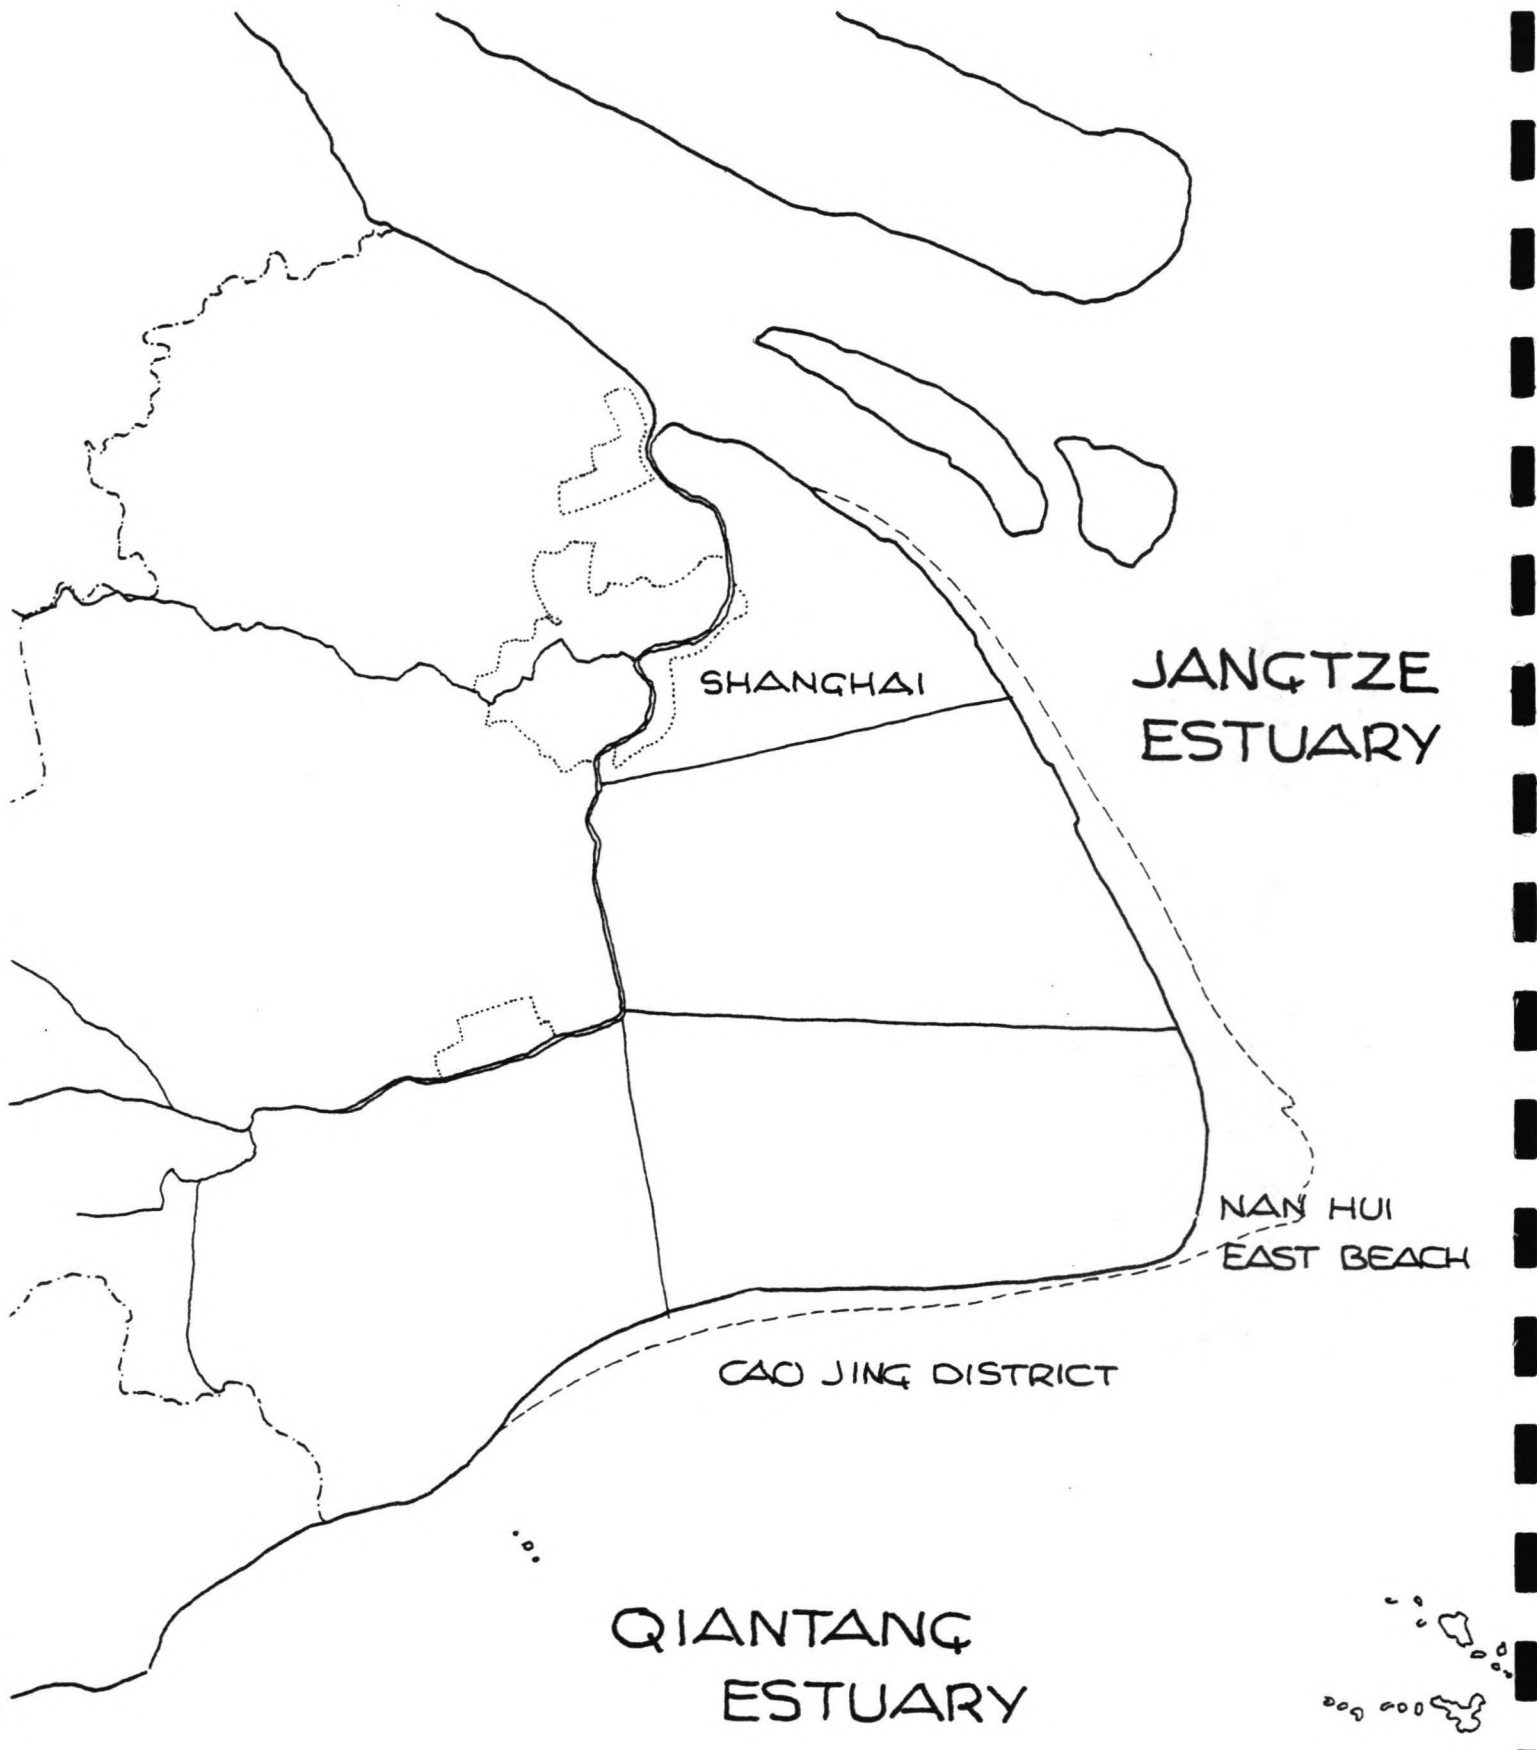 SHANGHAI
JANGTZE
ESTUARY
NAN HUI
EAST BEACH
CAO JING DISTRICT
QIANTANG
ESTUARY